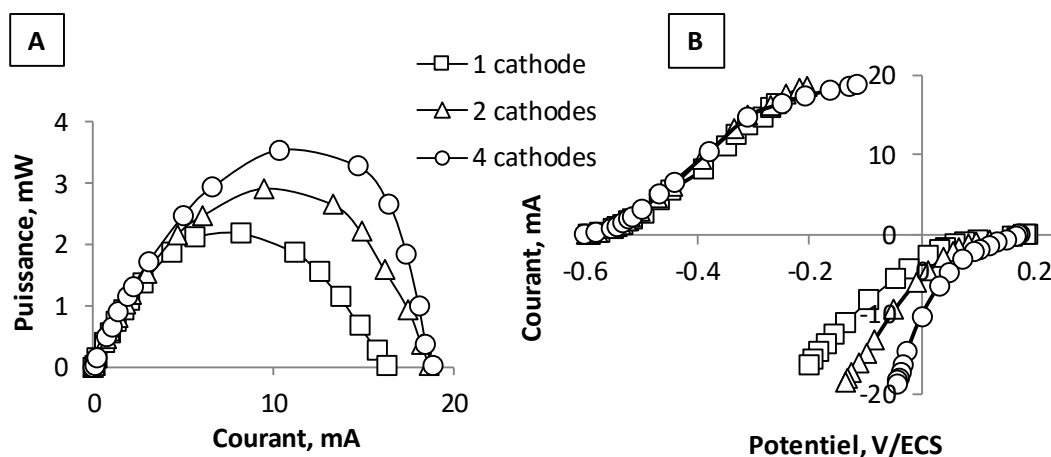 A
B
1 cathode
2 cathodes
4 cathodes
Puissance, mW
4
3
2
1
0
0
10
20
Courant, mA
Courant, mA
20
10
0
-10
-20
-0.6
-0.4
-0.2
0
0.2
Potentiel, V/ECS